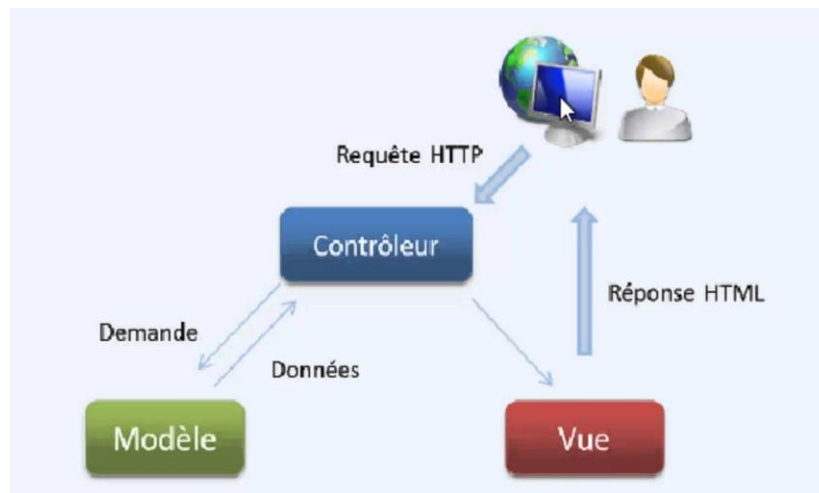 Requête HTTP
Contrôleur
Réponse HTML
Demande
Données
Modèle
Vue